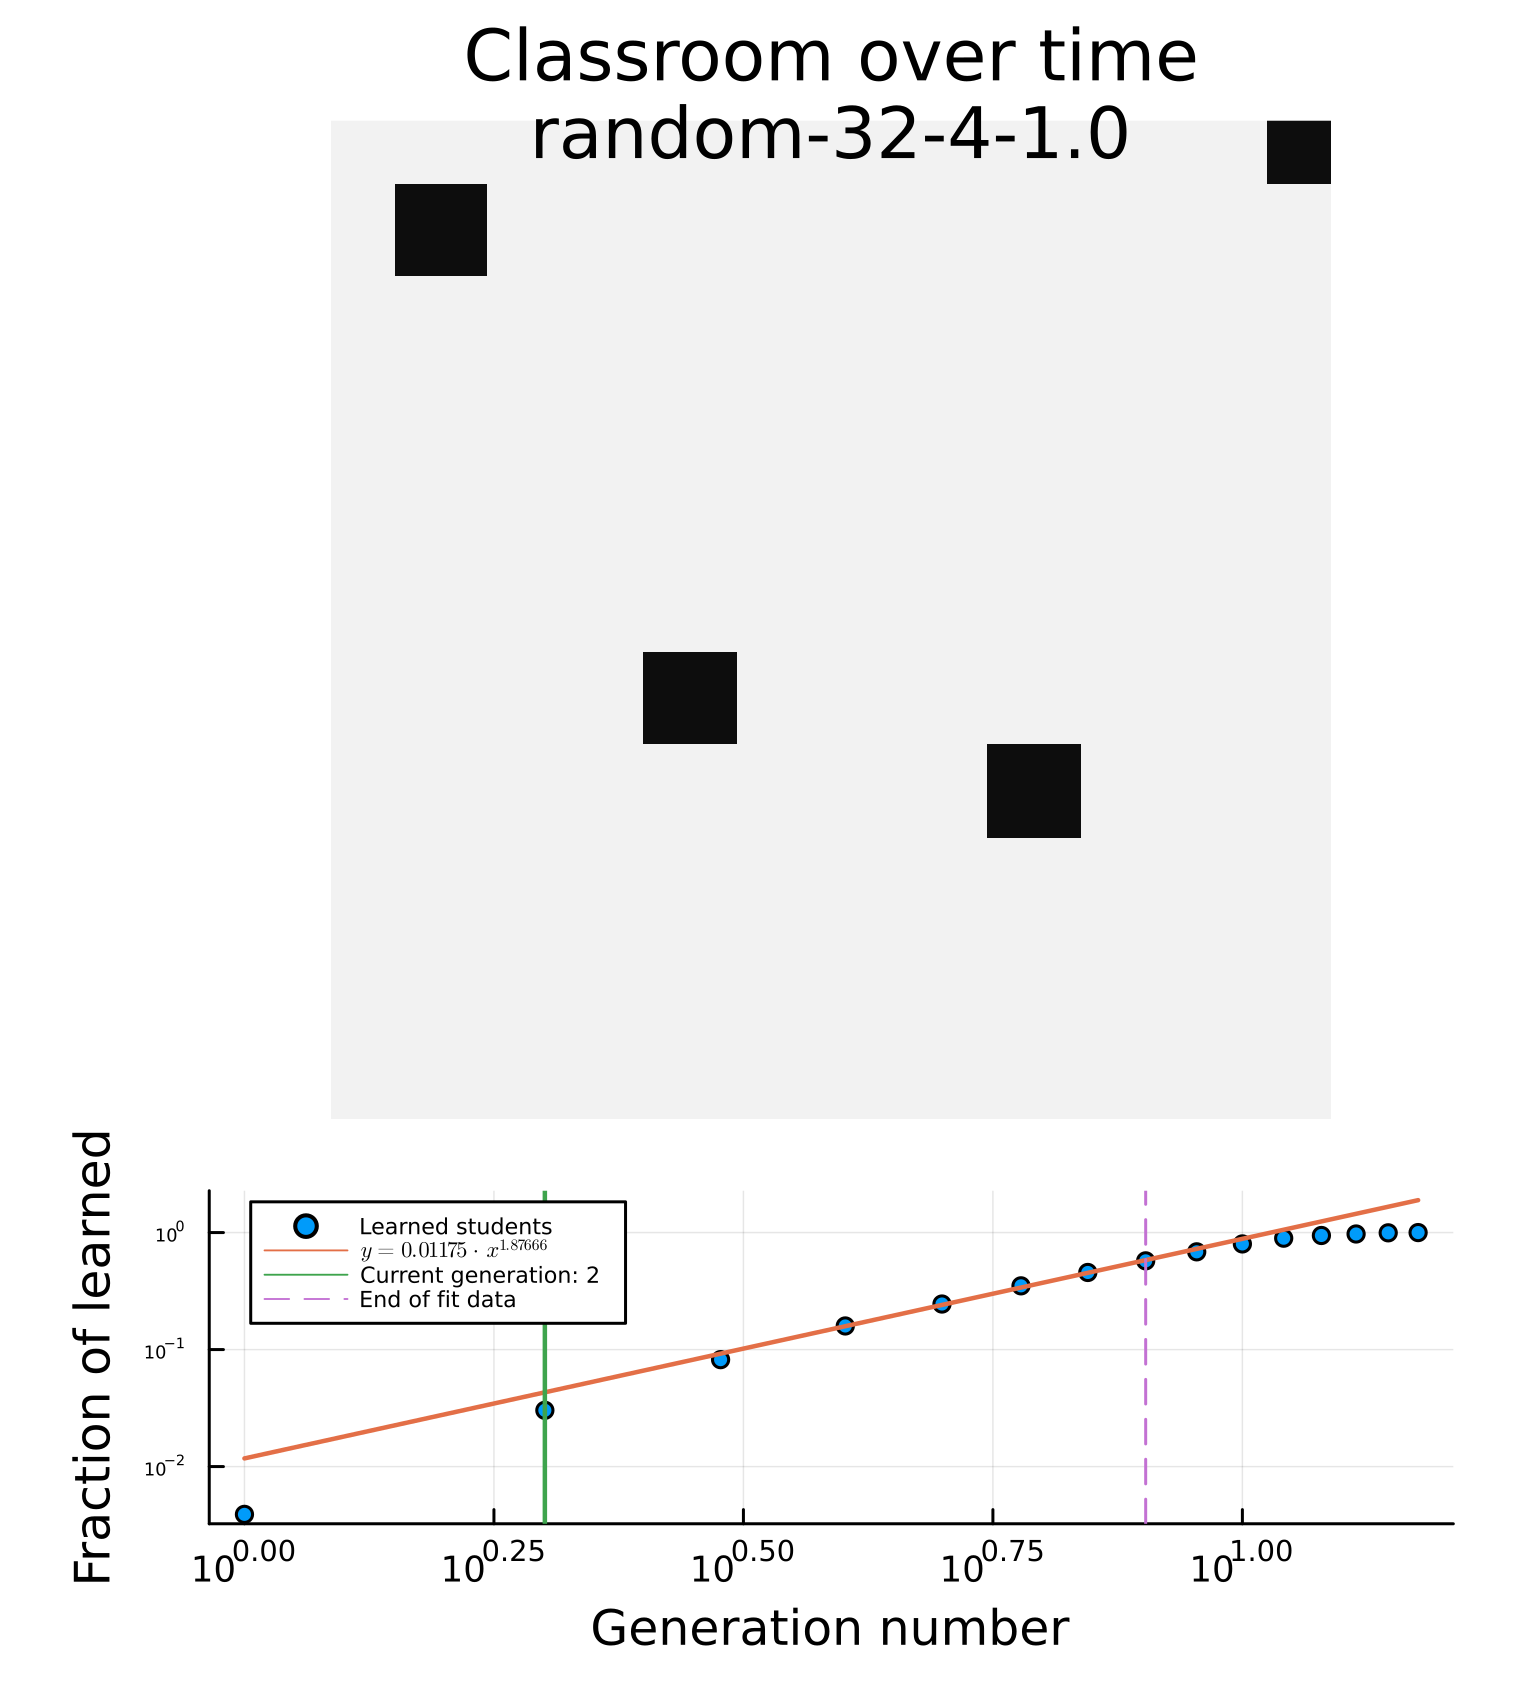 Classroom over time
random-32-4-1.0
Fraction of learned
10⁰
10⁻¹
10⁻²
Learned students
y = 0.01175 · x^1.87666
Current generation: 2
End of fit data
10^0.00 10^0.25 10^0.50 10^0.75 10^1.00
Generation number